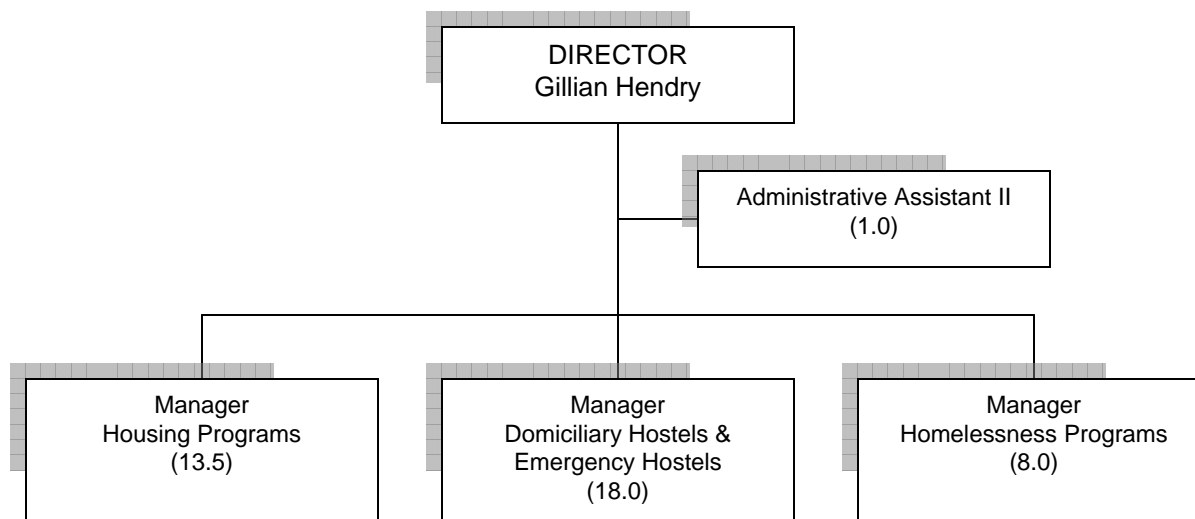 DIRECTOR
Gillian Hendry
Administrative Assistant II
(1.0)
Manager
Housing Programs
(13.5)
Manager
Domiciliary Hostels &
Emergency Hostels
(18.0)
Manager
Homelessness Programs
(8.0)